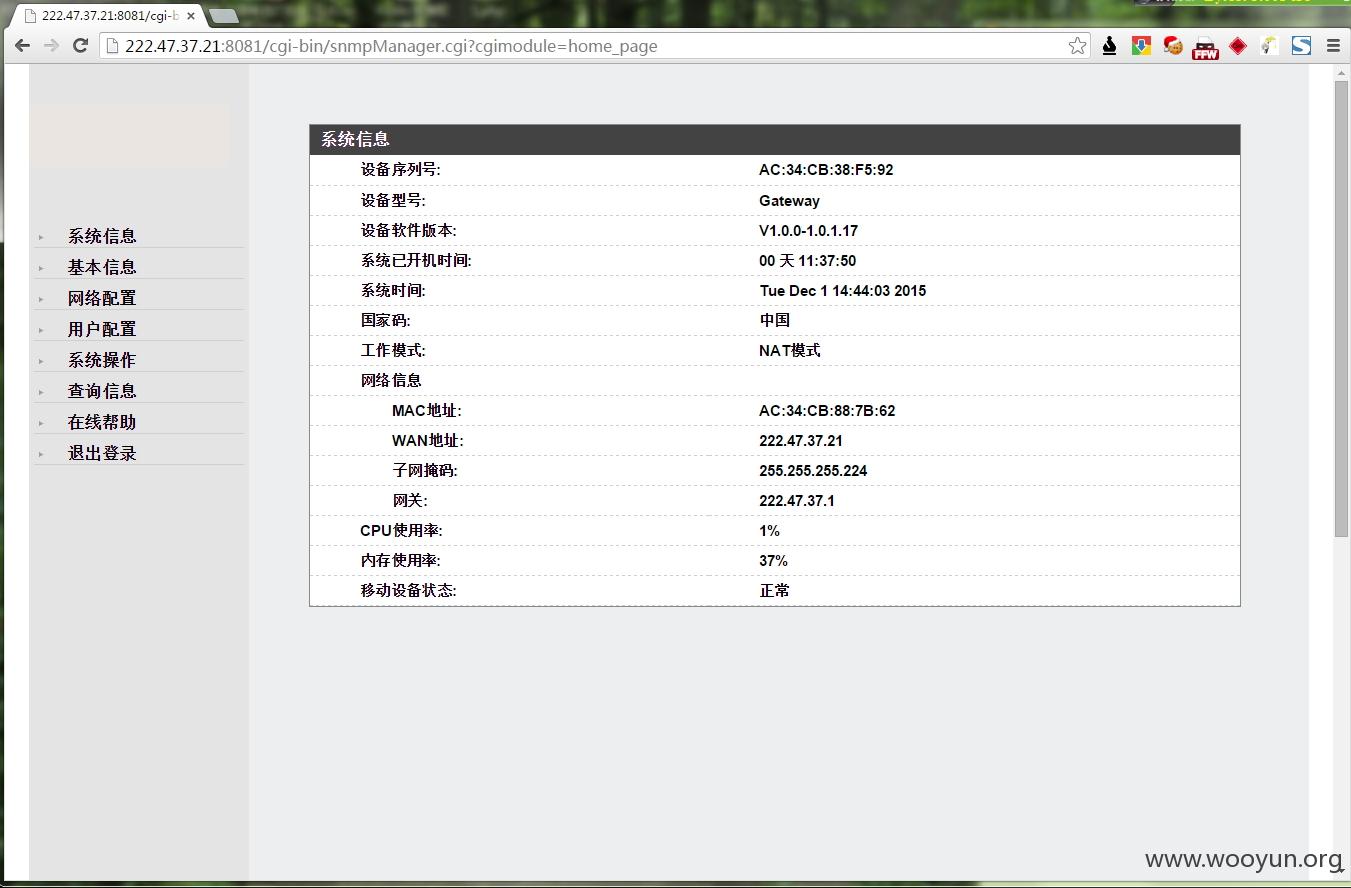 222.47.37.21:8081/cgi-b
222.47.37.21:8081/cgi-bin/snmpManager.cgi?cgimodule=home_page
FFW
系统信息
基本信息
网络配置
用户配置
系统操作
查询信息
在线帮助
退出登录
系统信息
设备序列号: AC:34:CB:38:F5:92
设备型号: Gateway
设备软件版本: V1.0.0-1.0.1.17
系统已开机时间: 00 天 11:37:50
系统时间: Tue Dec 1 14:44:03 2015
国家码: 中国
工作模式: NAT模式
网络信息
MAC地址: AC:34:CB:88:7B:62
WAN地址: 222.47.37.21
子网掩码: 255.255.255.224
网关: 222.47.37.1
CPU使用率: 1%
内存使用率: 37%
移动设备状态: 正常
www.wooyun.org